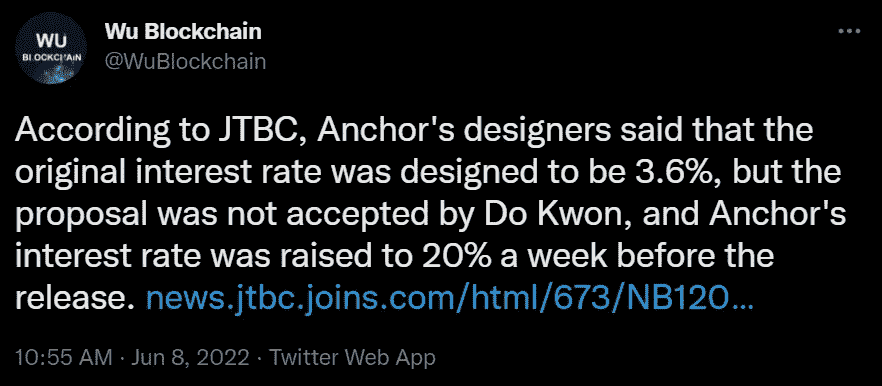 WU
BLOCKCHAIN
Wu Blockchain
@WuBlockchain
According to JTBC, Anchor's designers said that the
original interest rate was designed to be 3.6%, but the
proposal was not accepted by Do Kwon, and Anchor's
interest rate was raised to 20% a week before the
release. news.jtbc.joins.com/html/673/NB120...
10:55 AM · Jun 8, 2022 · Twitter Web App